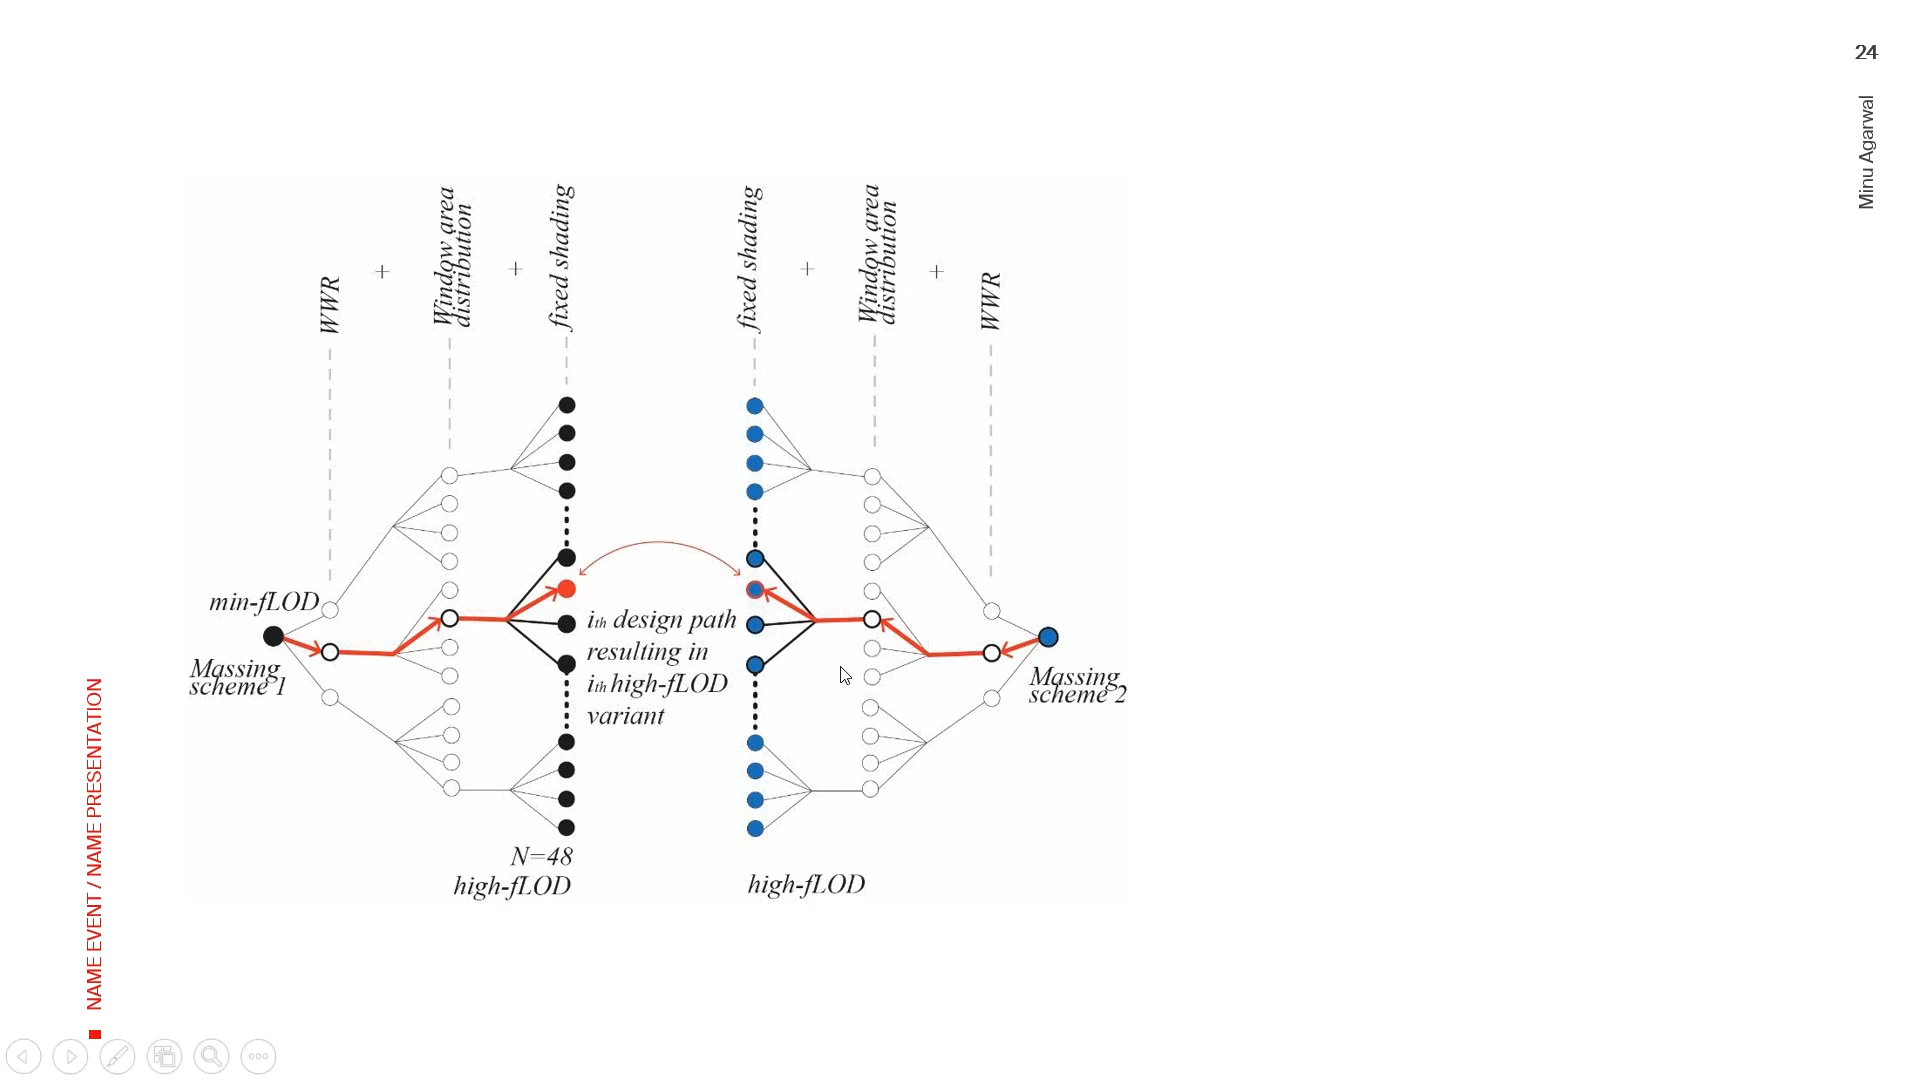 24
Minu Agarwal
WWR
+
Window area
distribution
+
fixed shading
fixed shading
+
Window area
distribution
+
WWR
min-fLOD
Massing
scheme 1
ith design path
resulting in
ith high-fLOD
variant
Massing
scheme 2
N=48
high-fLOD
high-fLOD
NAME EVENT / NAME PRESENTATION